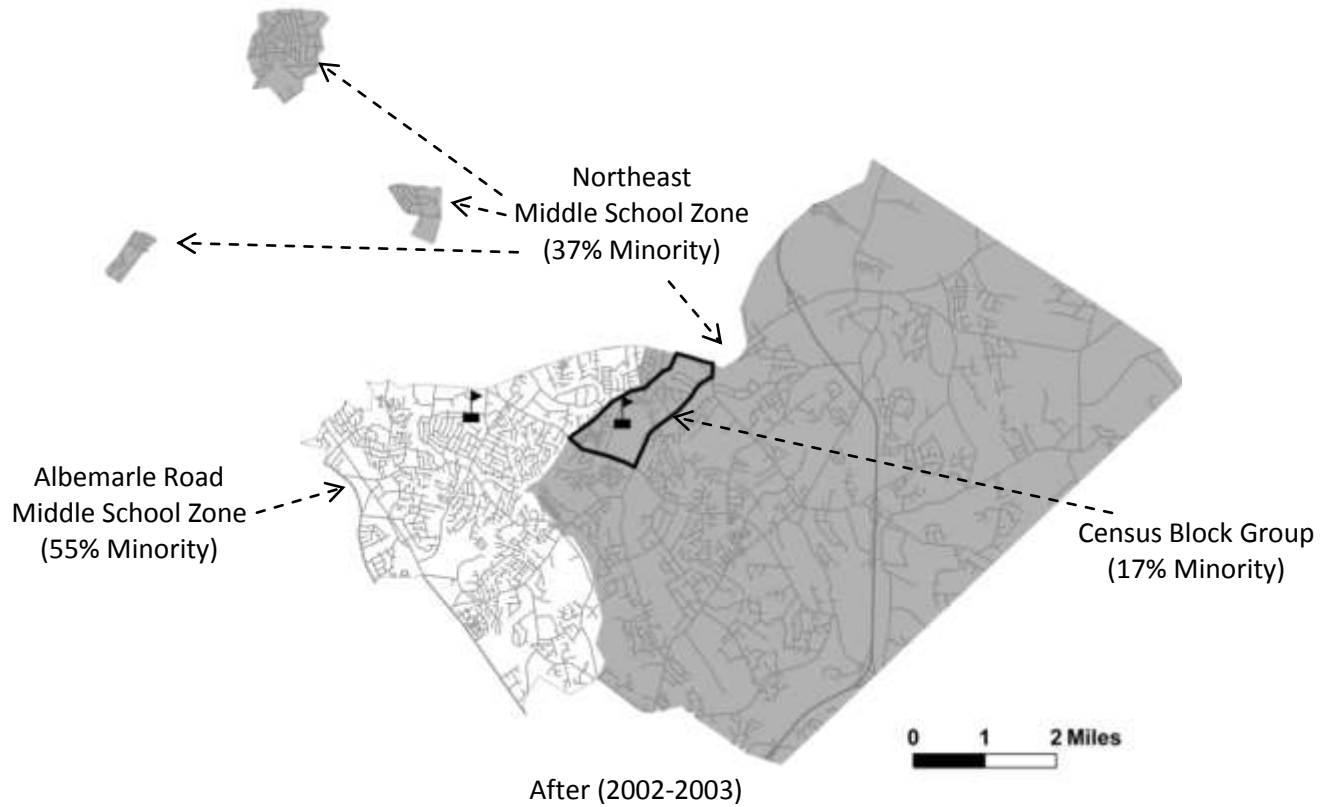 Northeast
Middle School Zone
(37% Minority)
Albemarle Road
Middle School Zone
(55% Minority)
Census Block Group
(17% Minority)
0 1 2 Miles
After (2002-2003)